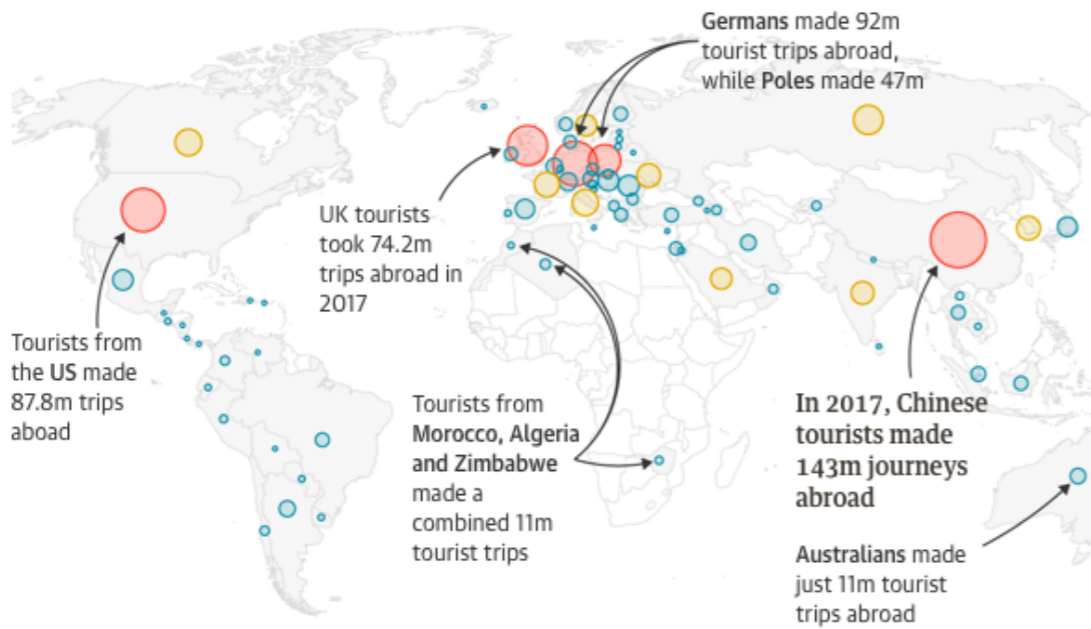 Germans made 92m
tourist trips abroad,
while Poles made 47m
UK tourists
took 74.2m
trips abroad in
2017
Tourists from
the US made
87.8m trips
aboad
Tourists from
Morocco, Algeria
and Zimbabwe
made a
combined 11m
tourist trips
In 2017, Chinese
tourists made
143m journeys
abroad
Australians made
just 11m tourist
trips abroad